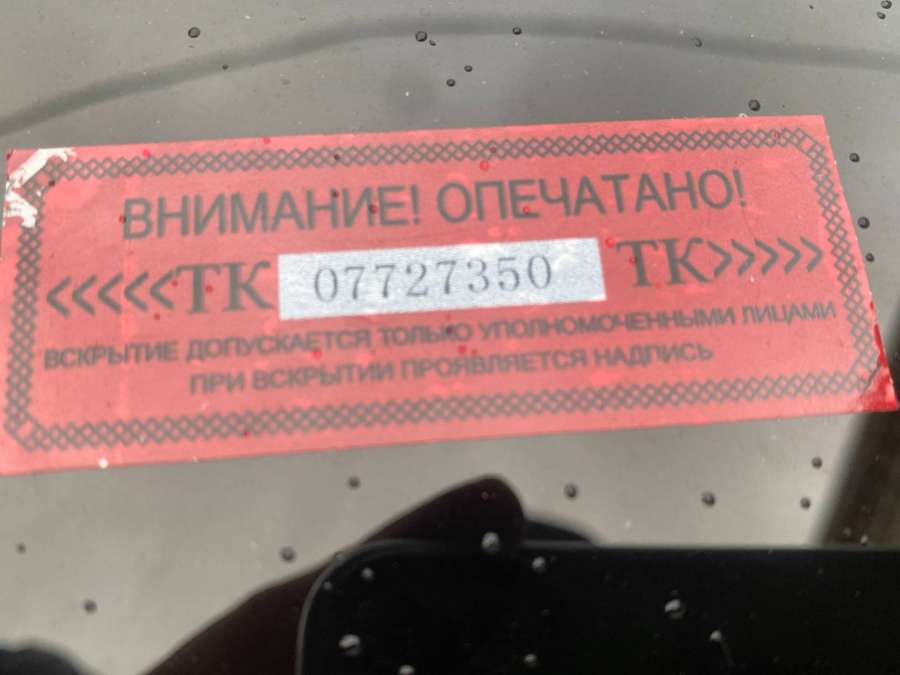 ВНИМАНИЕ! ОПЕЧАТАНО!
<<<<<ТК 07727350 ТК>>>>>
ВСКРЫТИЕ ДОПУСКАЕТСЯ ТОЛЬКО УПОЛНОМОЧЕННЫМИ ЛИЦАМИ
ПРИ ВСКРЫТИИ ПРОЯВЛЯЕТСЯ НАДПИСЬ